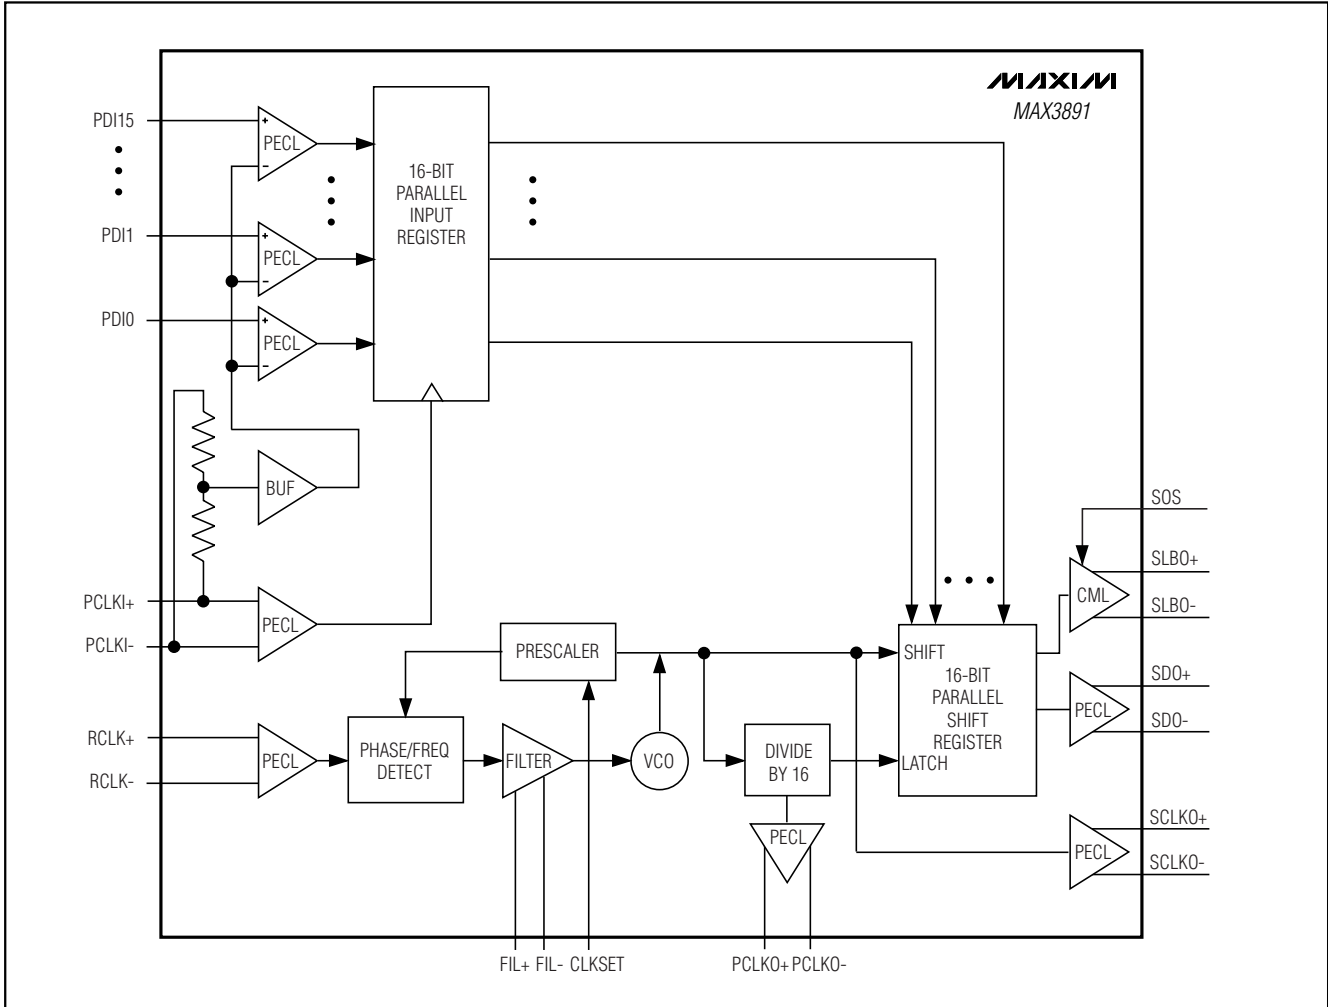 MAXIM
MAX3891
PDI15
+
PECL
-
16-BIT
PARALLEL
INPUT
REGISTER
PDI1
+
PECL
-
PDI0
+
PECL
-
BUF
PCLKI+
PECL
PCLKI-
SOS
SLBO+
CML
SLBO-
PRESCALER
SHIFT
16-BIT
PARALLEL
SHIFT
REGISTER
LATCH
SDO+
PECL
SDO-
RCLK+
PECL
RCLK-
PHASE/FREQ
DETECT
FILTER
VCO
DIVIDE
BY 16
PECL
SCLKO+
PECL
SCLKO-
FIL+ FIL- CLKSET
PCLKO+ PCLKO-